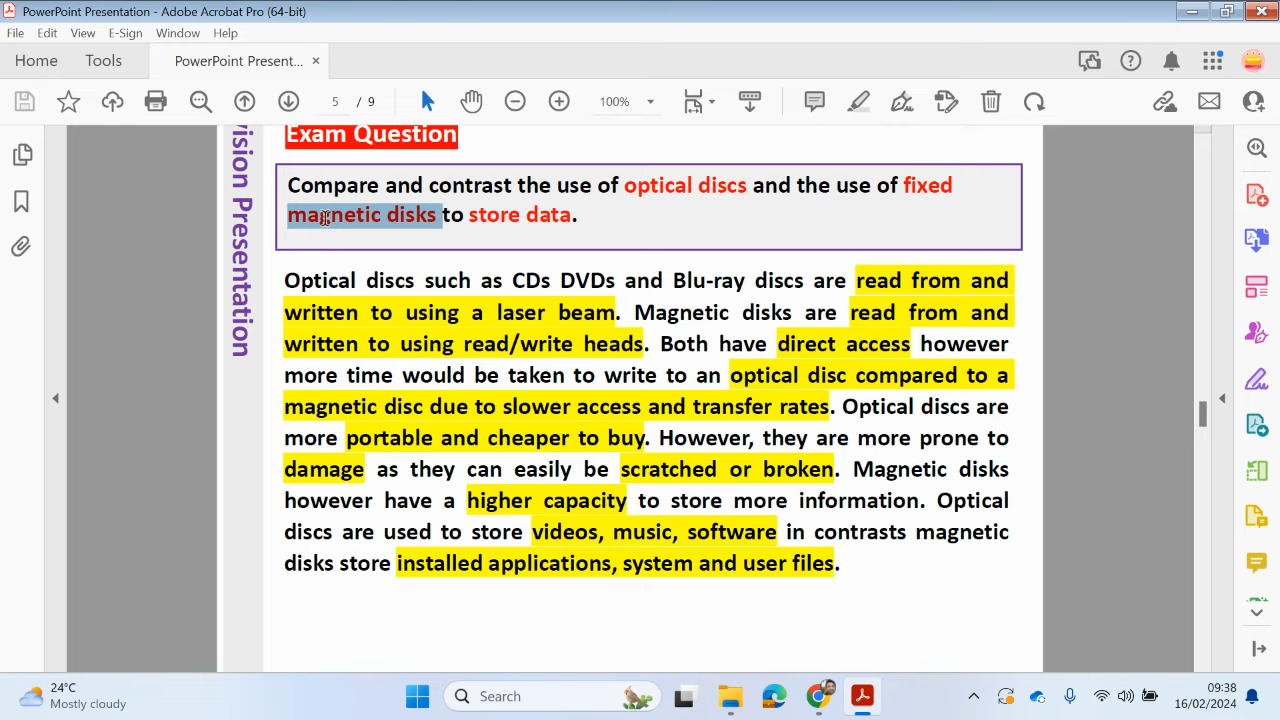 PowerPoint Presentation - Adobe Acrobat Pro (64-bit)
File Edit View E-Sign Window Help
Home Tools PowerPoint Present... ×
5 / 9 100%
vision Presentation
Exam Question
Compare and contrast the use of optical discs and the use of fixed
magnetic disks to store data.
Optical discs such as CDs DVDs and Blu-ray discs are read from and
written to using a laser beam. Magnetic disks are read from and
written to using read/write heads. Both have direct access however
more time would be taken to write to an optical disc compared to a
magnetic disc due to slower access and transfer rates. Optical discs are
more portable and cheaper to buy. However, they are more prone to
damage as they can easily be scratched or broken. Magnetic disks
however have a higher capacity to store more information. Optical
discs are used to store videos, music, software in contrasts magnetic
disks store installed applications, system and user files.
24°C
Mostly cloudy
Search
09:38
16/02/2024